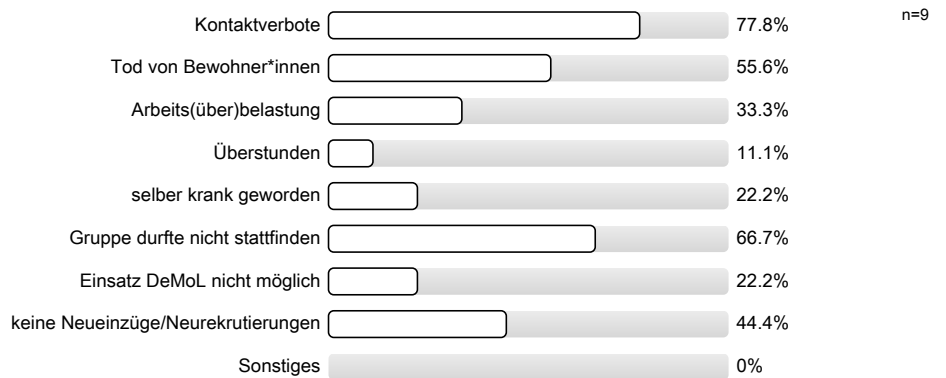 Kontaktverbote 77.8% n=9
Tod von Bewohner*innen 55.6%
Arbeits(über)belastung 33.3%
Überstunden 11.1%
selber krank geworden 22.2%
Gruppe durfte nicht stattfinden 66.7%
Einsatz DeMoL nicht möglich 22.2%
keine Neueinzüge/Neurekrutierungen 44.4%
Sonstiges 0%